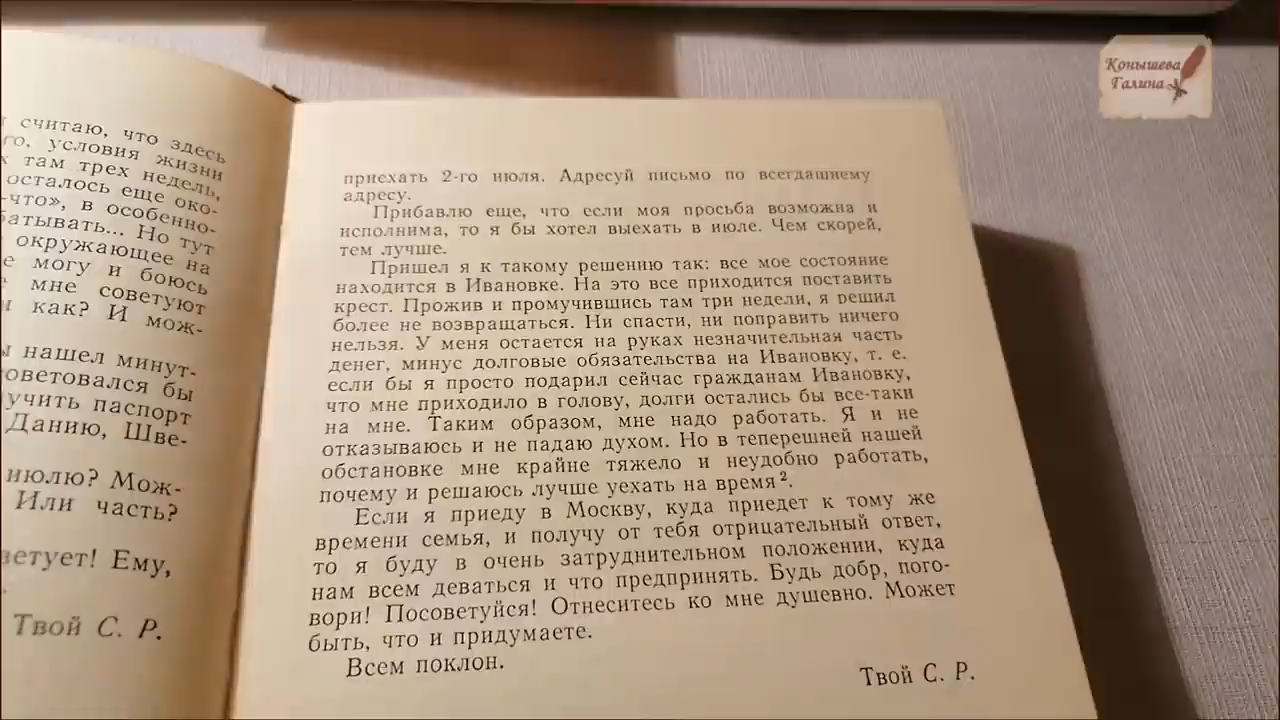 считаю, что здесь
го, условия жизни
там трех недель,
осталось еще око-
-что», в особенно-
батывать... Но тут
окружающее на
е могу и боюсь
мне советуют
как? И мож-
нашел минут-
советовался бы
учить паспорт
Данию, Шве-
июлю? Мож-
Или часть?
ветует! Ему,
Твой С. Р.
приехать 2-го июля. Адресуй письмо по всегдашнему
адресу.
Прибавлю еще, что если моя просьба возможна и
исполнима, то я бы хотел выехать в июле. Чем скорей,
тем лучше.
Пришел я к такому решению так: все мое состояние
находится в Ивановке. На это все приходится поставить
крест. Прожив и промучившись там три недели, я решил
более не возвращаться. Ни спасти, ни поправить ничего
нельзя. У меня остается на руках незначительная часть
денег, минус долговые обязательства на Ивановку, т. е.
если бы я просто подарил сейчас гражданам Ивановку,
что мне приходило в голову, долги остались бы все-таки
на мне. Таким образом, мне надо работать. Я и не
отказываюсь и не падаю духом. Но в теперешней нашей
обстановке мне крайне тяжело и неудобно работать,
почему и решаюсь лучше уехать на время².
Если я приеду в Москву, куда приедет к тому же
времени семья, и получу от тебя отрицательный ответ,
то я буду в очень затруднительном положении, куда
нам всем деваться и что предпринять. Будь добр, пого-
вори! Посоветуйся! Отнеситесь ко мне душевно. Может
быть, что и придумаете.
Всем поклон.
Твой С. Р.
Конышева
Галина